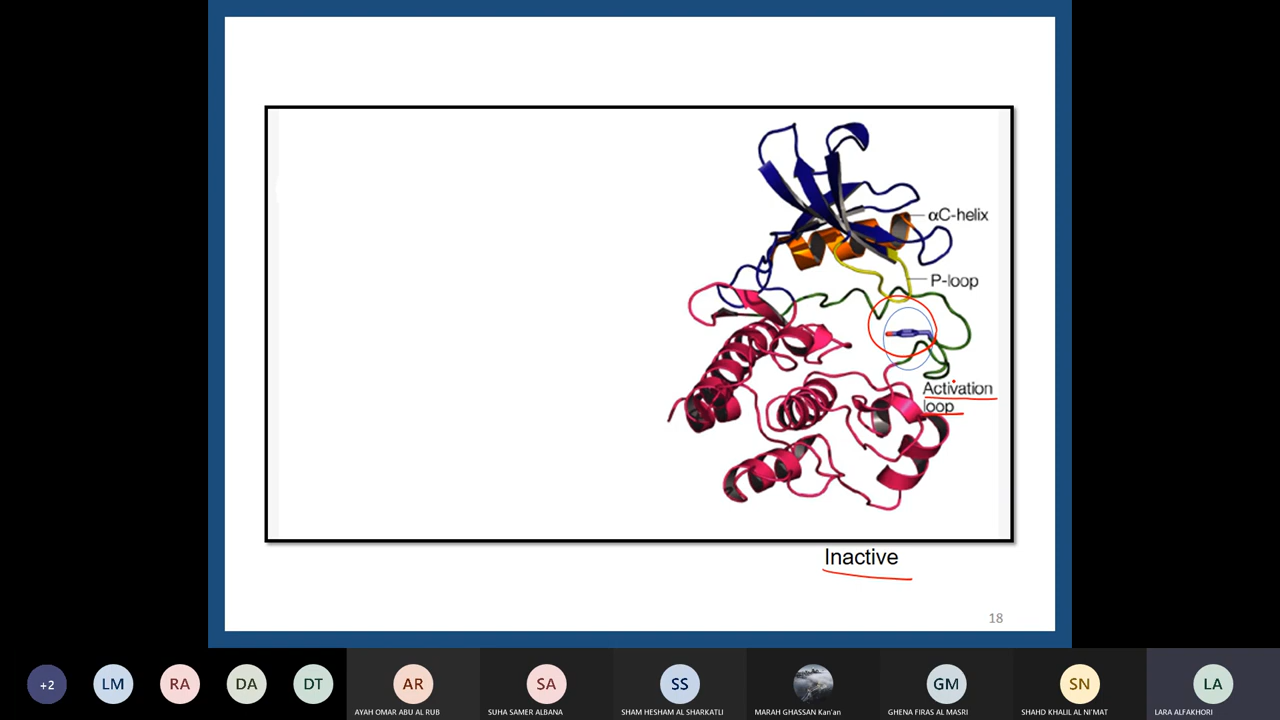 αC-helix
P-loop
Activation
loop
Inactive
18
+2
LM
RA
DA
DT
AR
SA
SS
GM
SN
LA
AYAH OMAR ABU AL RUB
SUHA SAMER ALBANA
SHAM HESHAM AL SHARKATLI
MARAH GHASSAN Kan'an
GHENA FIRAS AL MASRI
SHAHD KHALIL AL NI'MAT
LARA ALFAKHORI